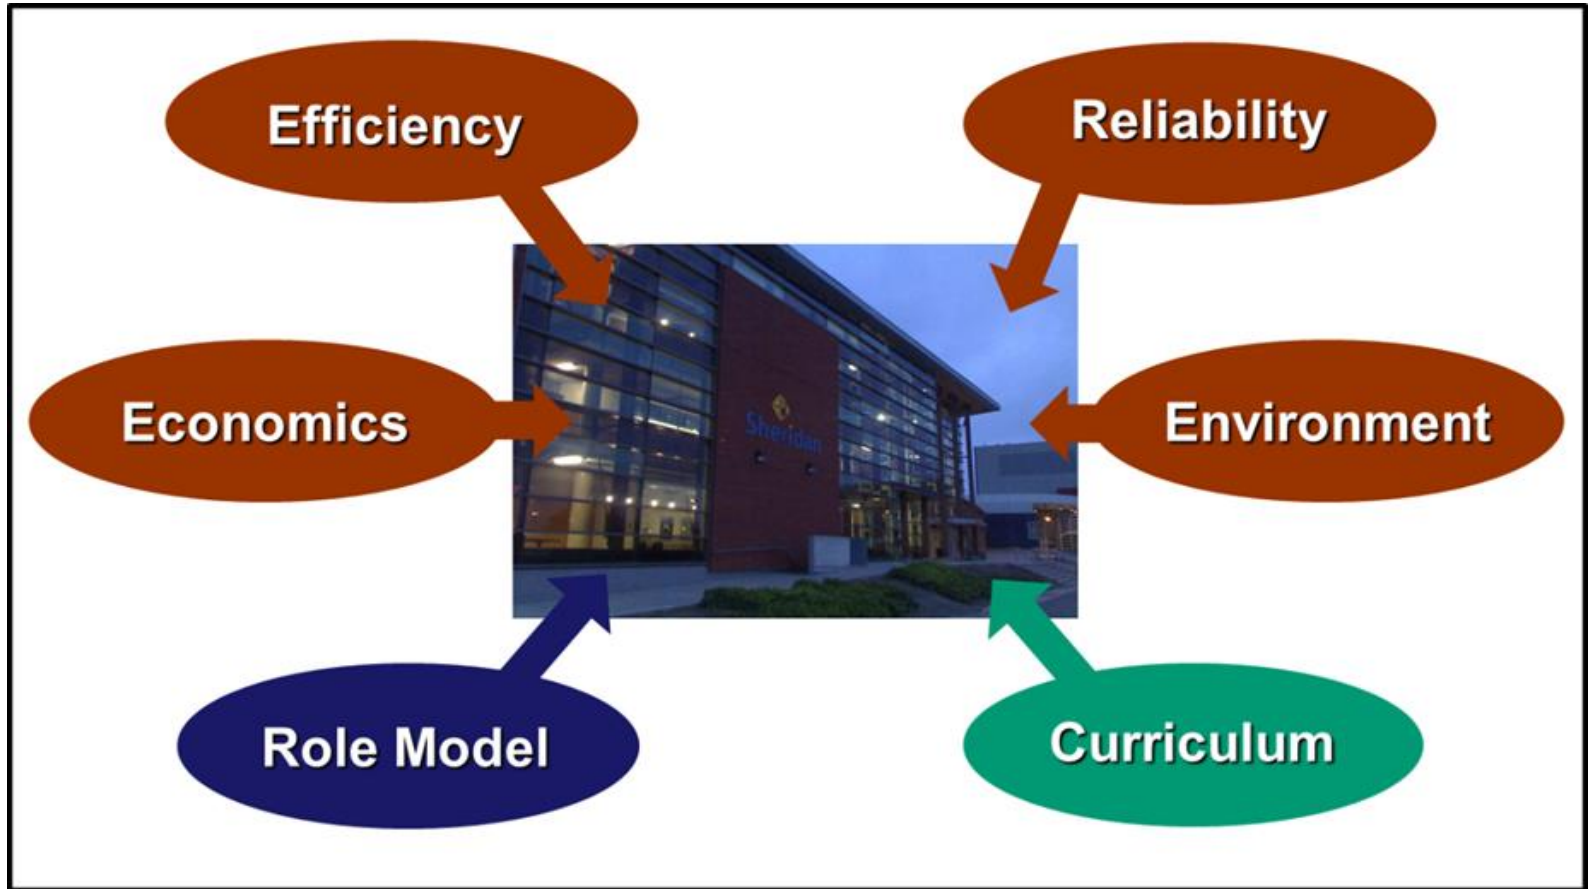 Efficiency
Reliability
Economics
Sheridan
Environment
Role Model
Curriculum